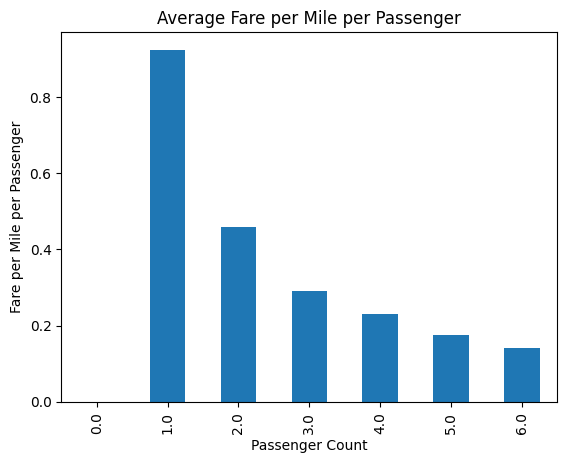 Average Fare per Mile per Passenger
Fare per Mile per Passenger
0.8
0.6
0.4
0.2
0.0
0.0 1.0 2.0 3.0 4.0 5.0 6.0
Passenger Count